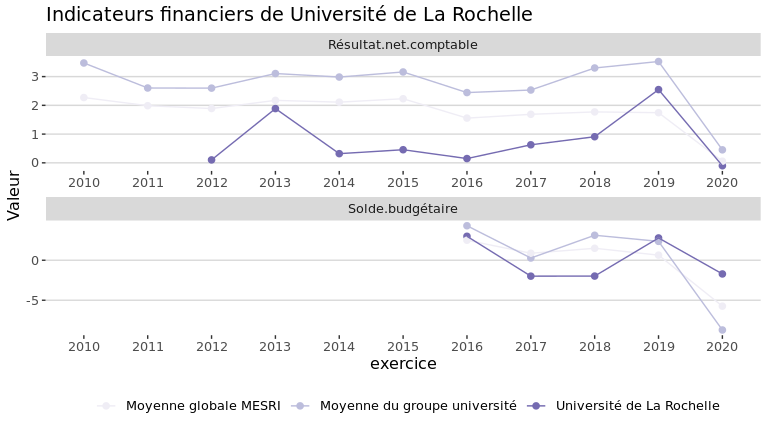 Indicateurs financiers de Université de La Rochelle
Résultat.net.comptable
3
2
1
0
2010 2011 2012 2013 2014 2015 2016 2017 2018 2019 2020
Valeur
Solde.budgétaire
0
-5
2010 2011 2012 2013 2014 2015 2016 2017 2018 2019 2020
exercice
Moyenne globale MESRI Moyenne du groupe université Université de La Rochelle